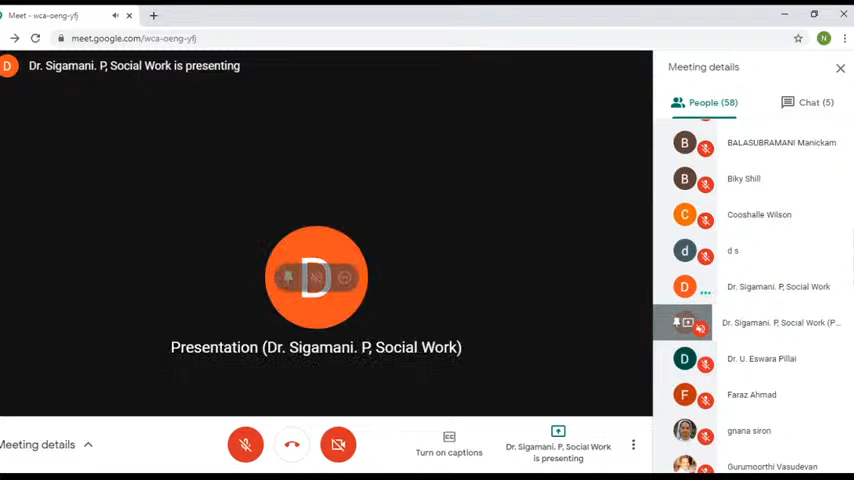 Meet - wca-oeng-yfj
meet.google.com/wca-oeng-yfj
N
D
Dr. Sigamani. P, Social Work is presenting
D
Presentation (Dr. Sigamani. P, Social Work)
Meeting details
People (58)
Chat (5)
B
BALASUBRAMANI Manickam
B
Biky Shill
C
Cooshalle Wilson
d
d s
D
Dr. Sigamani. P, Social Work
Dr. Sigamani. P, Social Work (P...
D
Dr. U. Eswara Pillai
F
Faraz Ahmad
gnana siron
Gurumoorthi Vasudevan
Meeting details
CC
Turn on captions
Dr. Sigamani. P, Social Work
is presenting